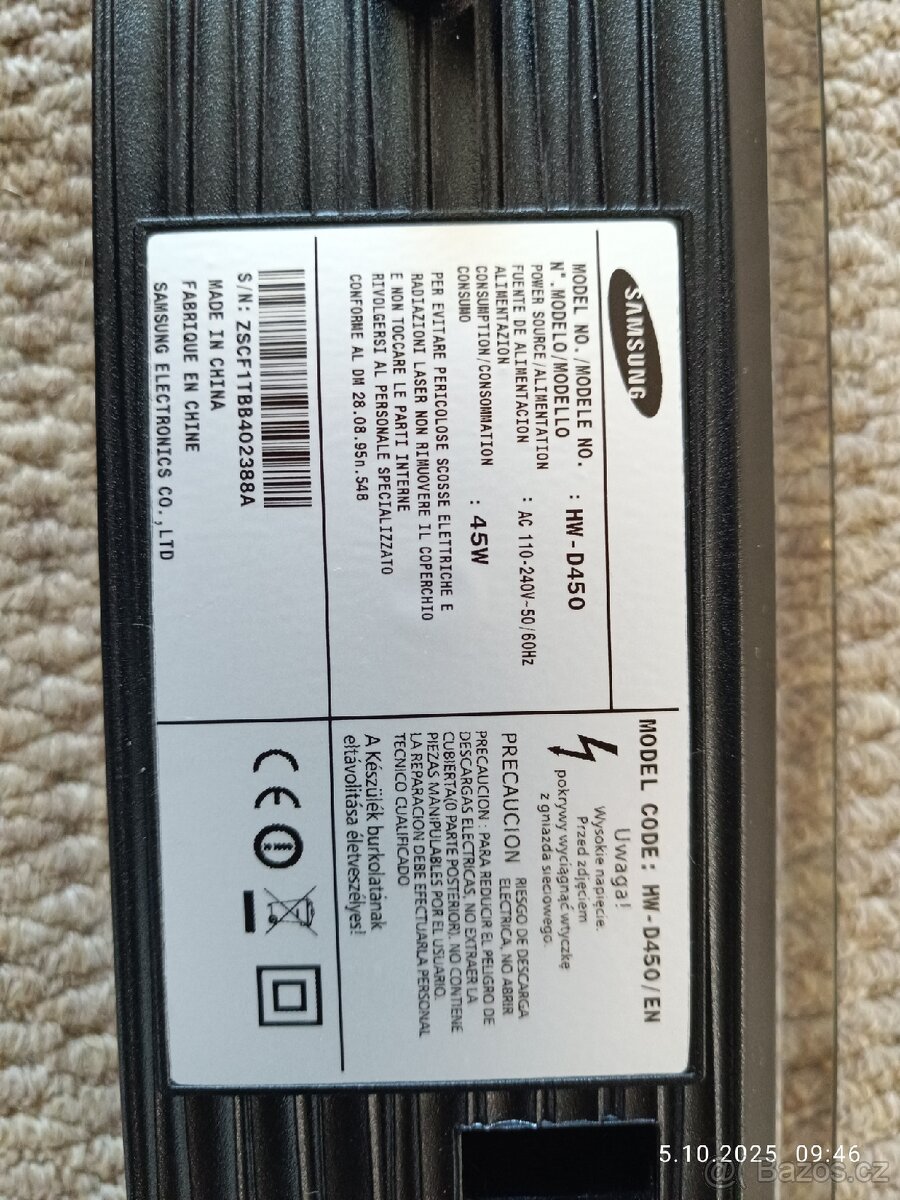 SAMSUNG
MODEL NO./MODELE NO.
N°.MODELO/MODELLO : HW-D450
POWER SOURCE/ALIMENTATION
FUENTE DE ALIMENTACION : AC 110-240V~50/60Hz
ALIMENTAZION
CONSUMPTION/CONSOMMATION
CONSUMO : 45W
PER EVITARE PERICOLOSE SCOSSE ELETTRICHE E
RADIAZIONI LASER NON RIMUOVERE IL COPERCHIO
E NON TOCCARE LE PARTI INTERNE
RIVOLGERSI AL PERSONALE SPECIALIZZATO
CONFORME AL DM 28.08.95n.548
S/N: ZSCF1TBB402388A
MADE IN CHINA
FABRIQUE EN CHINE
SAMSUNG ELECTRONICS CO.,LTD
MODEL CODE: HW-D450/EN
Uwaga!
Wysokie napięcie.
Przed zdjęciem
pokrywy wyciągnąć wtyczkę
z gniazda sieciowego.
PRECAUCION RIESGO DE DESCARGA
ELECTRICA, NO ABRIR
PRECAUCION : PARA REDUCIR EL PELIGRO DE
DESCARGAS ELECTRICAS, NO EXTRAER LA
CUBIERTA(O PARTE POSTERIOR). NO CONTIENE
PIEZAS MANIPULABLES POR EL USUARIO.
LA REPARACION DEBE EFECTUARLA PERSONAL
TECNICO CUALIFICADO
A Készülék burkolatának
eltávolítása életveszélyes!
CE
5.10.2025 09:46
@ Bazoš.cz